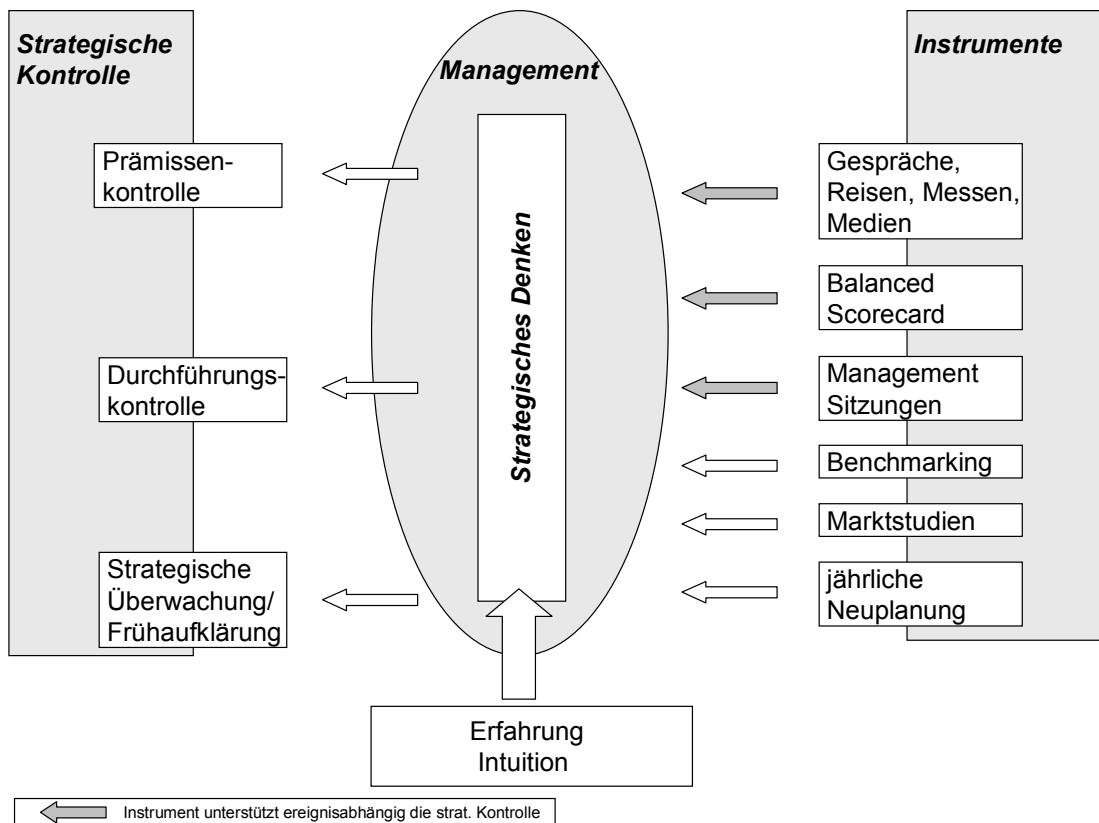 Strategische
Kontrolle
Prämissen-
kontrolle
Durchführungs-
kontrolle
Strategische
Überwachung/
Frühaufklärung
Management
Strategisches Denken
Erfahrung
Intuition
Instrumente
Gespräche,
Reisen, Messen,
Medien
Balanced
Scorecard
Management
Sitzungen
Benchmarking
Marktstudien
jährliche
Neuplanung
Instrument unterstützt ereignisabhängig die strat. Kontrolle